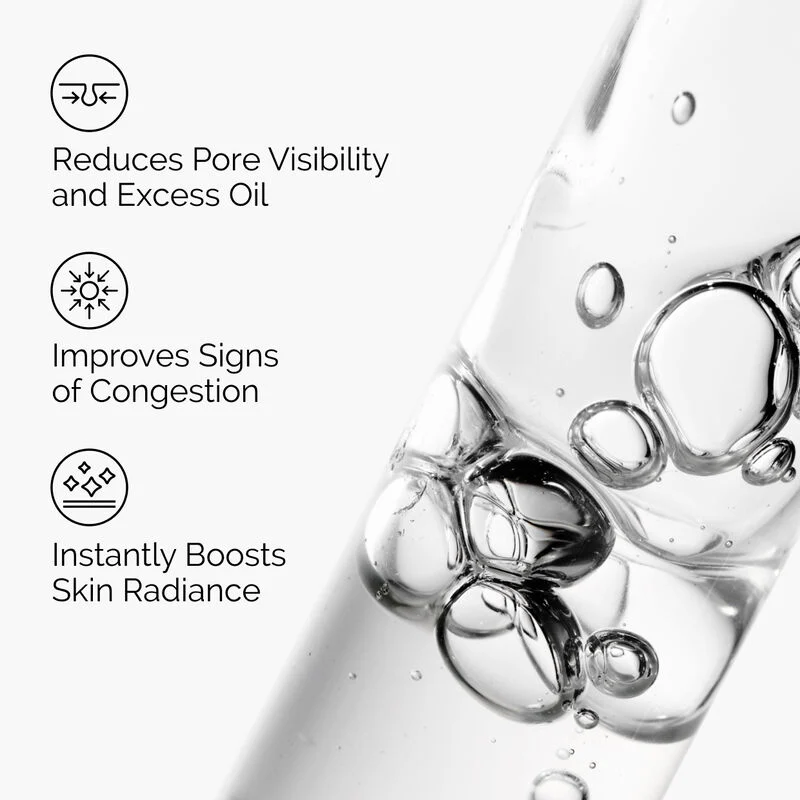 Reduces Pore Visibility
and Excess Oil
Improves Signs
of Congestion
Instantly Boosts
Skin Radiance